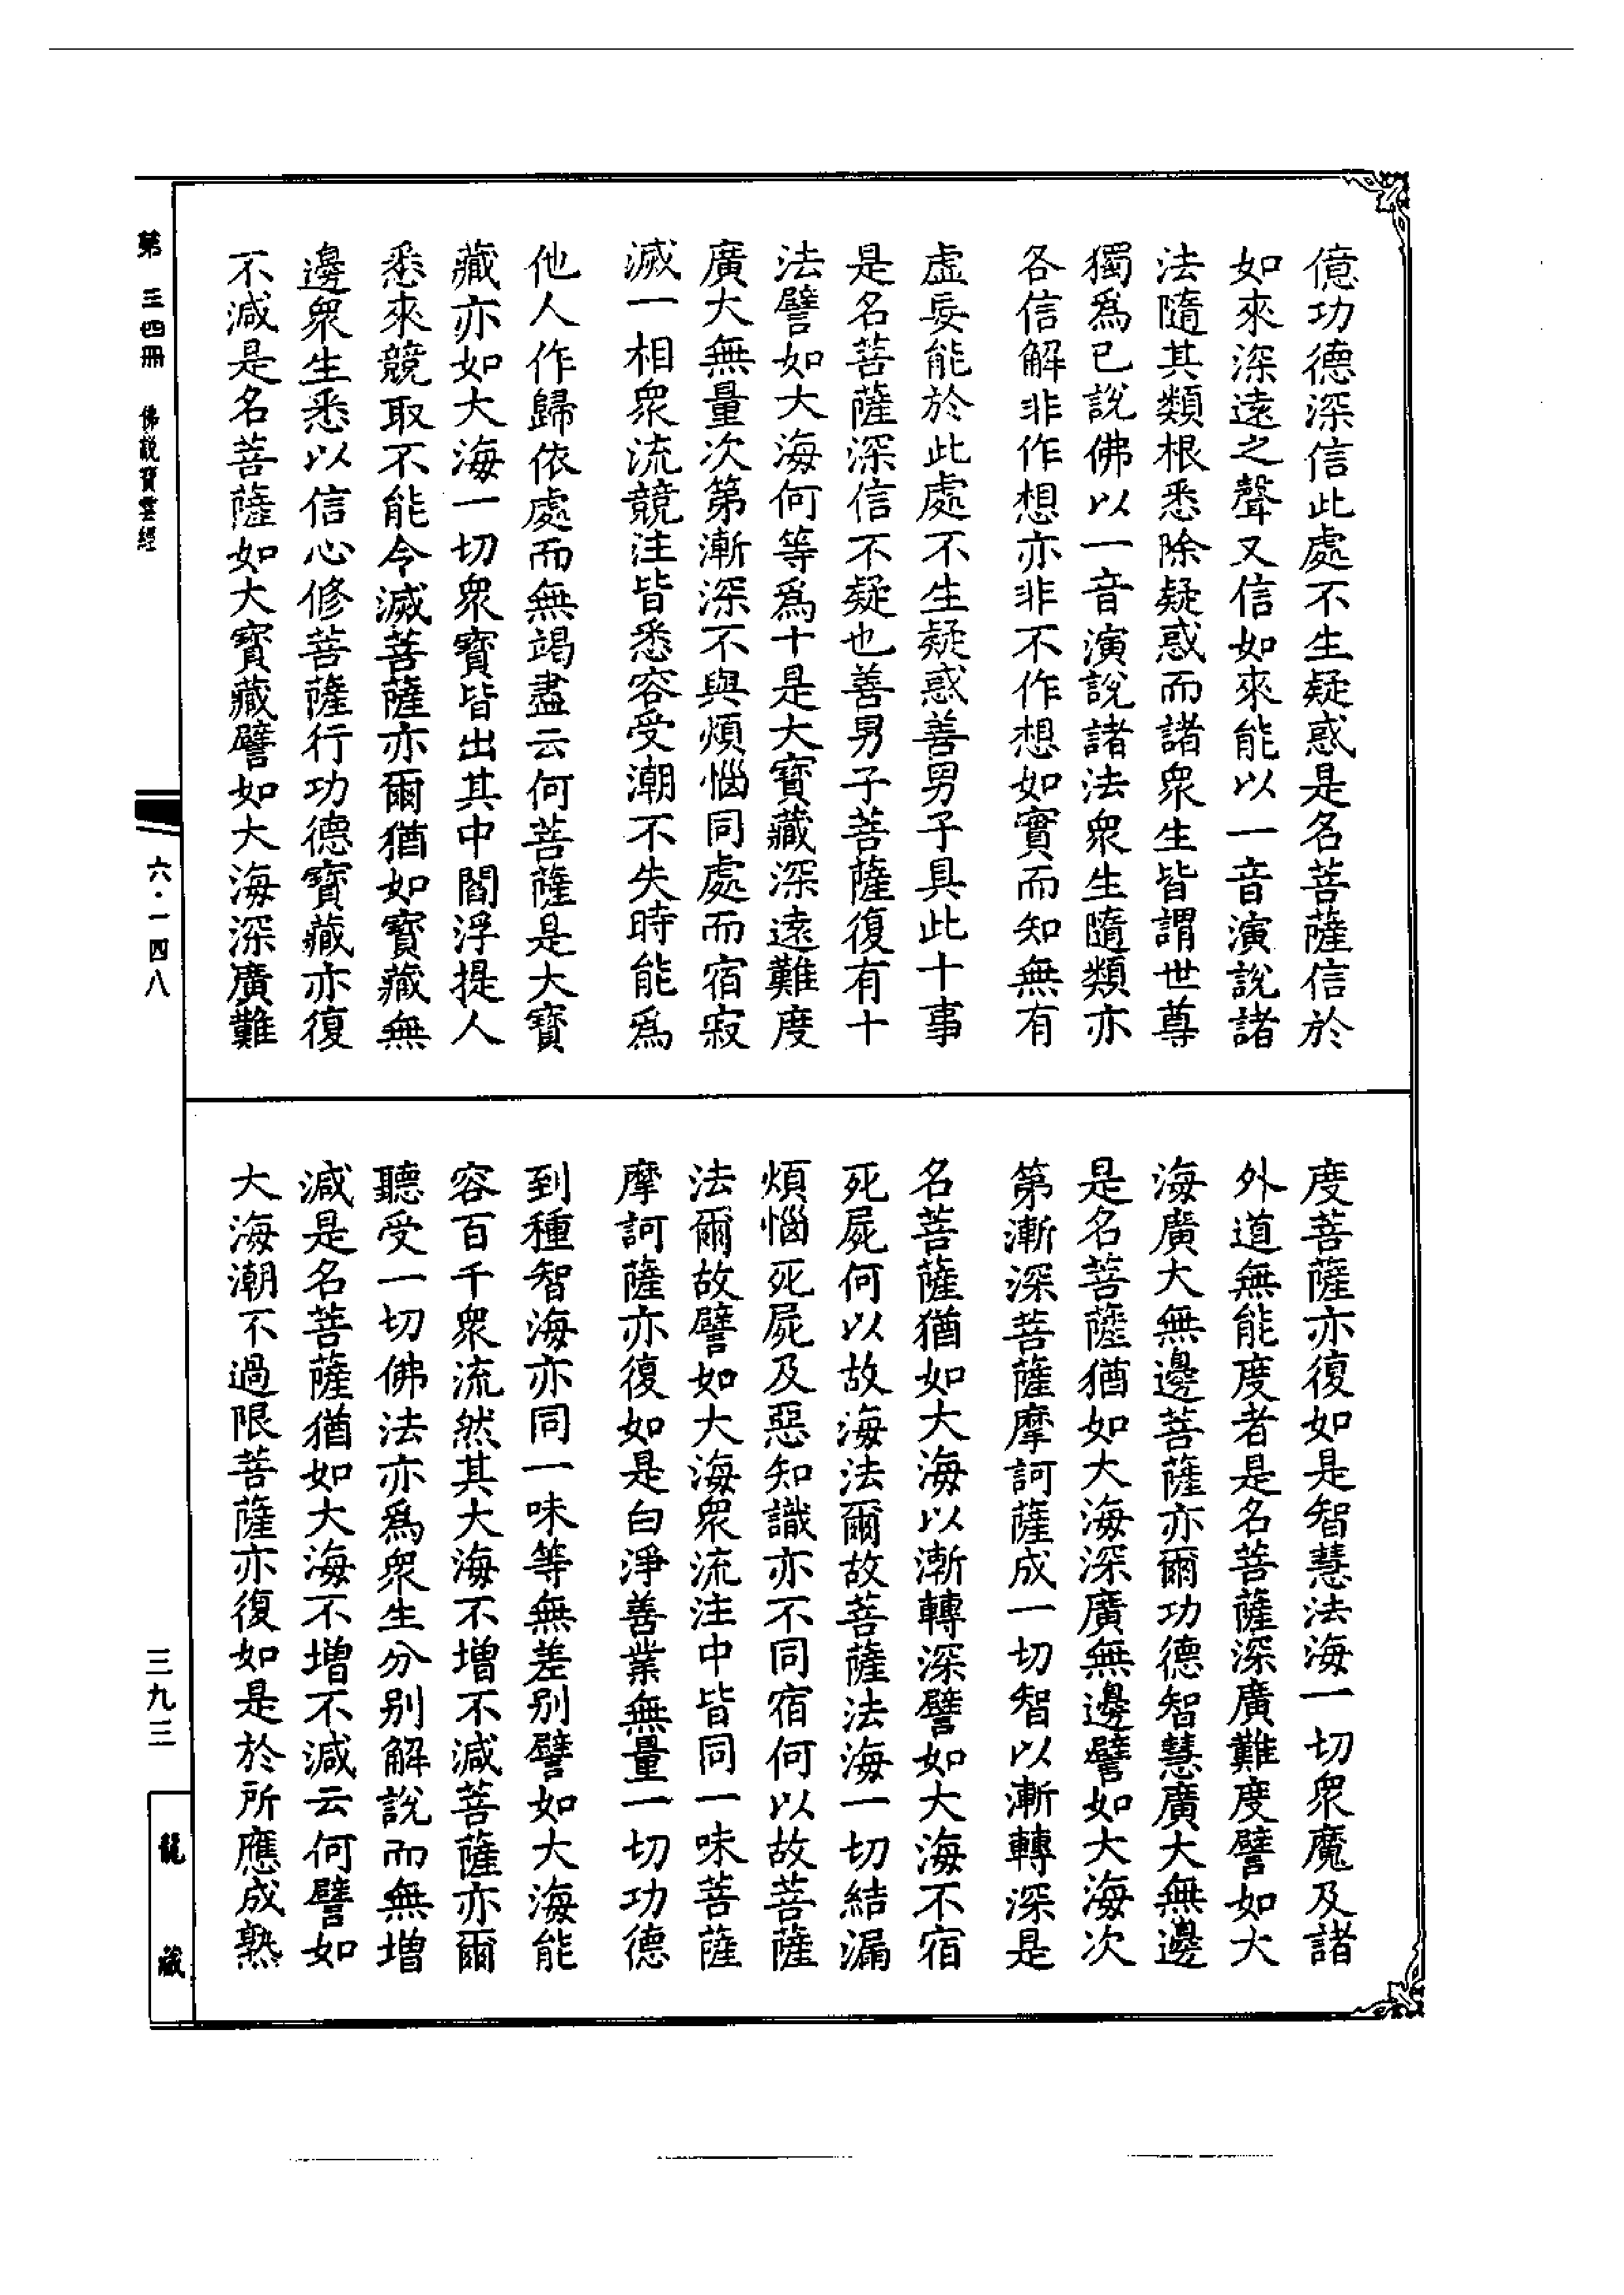 億功德深信此處不生疑惑是名菩薩信於
如來深遠之聲又信如來能以一音演說諸
法隨其類根悉除疑惑而諸衆生皆謂世尊
獨爲已說佛以一音演說諸法衆生隨類亦
各信解非作想亦非不作想如實而知無有
虛妄能於此處不生疑惑善男子具此十事
是名菩薩深信不疑也善男子菩薩復有十
法譬如大海何等爲十是大寶藏深遠難度
廣大無量次第漸深不與煩惱同處而宿寂
滅一相衆流競注皆悉容受潮不失時能爲
他人作歸依處而無竭盡云何菩薩是大寶
藏亦如大海一切衆寶皆出其中閻浮提人
悉來競取不能令滅菩薩亦爾猶如寶藏無
邊衆生悉以信心修菩薩行功德寶藏亦復
不減是名菩薩如大寶藏譬如大海深廣難
度菩薩亦復如是智慧法海一切衆魔及諸
外道無能度者是名菩薩深廣難度譬如大
海廣大無邊菩薩亦爾功德智慧廣大無邊
是名菩薩猶如大海深廣無邊譬如大海次
第漸深菩薩摩訶薩成一切智以漸轉深是
名菩薩猶如大海以漸轉深譬如大海不宿
死屍何以故海法爾故菩薩法海一切結漏
煩惱死屍及惡知識亦不同宿何以故菩薩
法爾故譬如大海衆流注中皆同一味菩薩
摩訶薩亦復如是白淨善業無量一切功德
到種智海亦同一味等無差別譬如大海能
容百千衆流然其大海不增不減菩薩亦爾
聽受一切佛法亦爲衆生分別解說而無增
減是名菩薩猶如大海不增不減云何譬如
大海潮不過限菩薩亦復如是於所應成熟
第三四冊 佛說寶雲經
六·一四八
三九三
龍藏